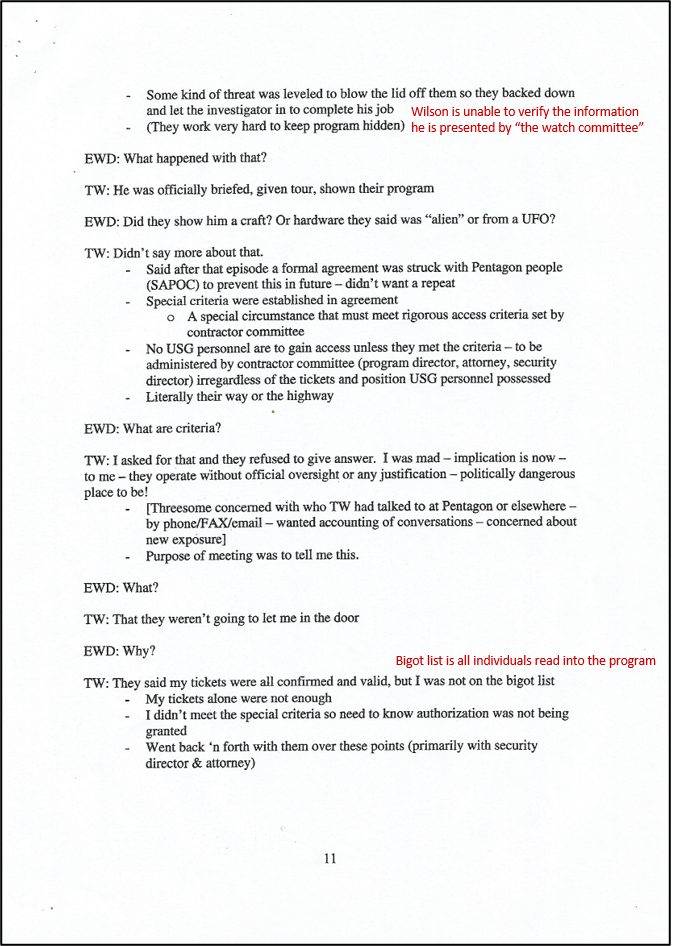 - Some kind of threat was leveled to blow the lid off them so they backed down
and let the investigator in to complete his job
Wilson is unable to verify the information
- (They work very hard to keep program hidden)
he is presented by “the watch committee”
EWD: What happened with that?
TW: He was officially briefed, given tour, shown their program
EWD: Did they show him a craft? Or hardware they said was “alien” or from a UFO?
TW: Didn’t say more about that.
- Said after that episode a formal agreement was struck with Pentagon people
(SAPOC) to prevent this in future – didn’t want a repeat
- Special criteria were established in agreement
o A special circumstance that must meet rigorous access criteria set by
contractor committee
- No USG personnel are to gain access unless they met the criteria – to be
administered by contractor committee (program director, attorney, security
director) irregardless of the tickets and position USG personnel possessed
- Literally their way or the highway
EWD: What are criteria?
TW: I asked for that and they refused to give answer. I was mad – implication is now –
to me – they operate without official oversight or any justification – politically dangerous
place to be!
- [Threesome concerned with who TW had talked to at Pentagon or elsewhere –
by phone/FAX/email – wanted accounting of conversations – concerned about
new exposure]
- Purpose of meeting was to tell me this.
EWD: What?
TW: That they weren’t going to let me in the door
EWD: Why?
Bigot list is all individuals read into the program
TW: They said my tickets were all confirmed and valid, but I was not on the bigot list
- My tickets alone were not enough
- I didn’t meet the special criteria so need to know authorization was not being
granted
- Went back ‘n forth with them over these points (primarily with security
director & attorney)
11